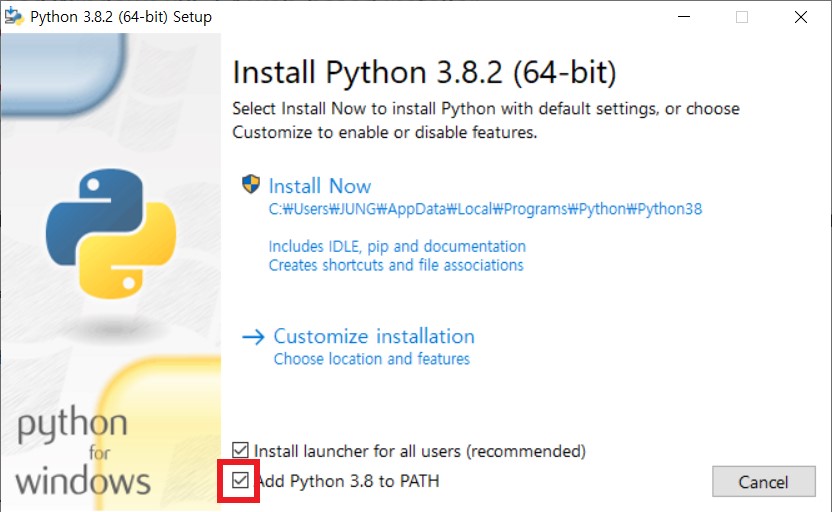 Python 3.8.2 (64-bit) Setup
Install Python 3.8.2 (64-bit)
Select Install Now to install Python with default settings, or choose
Customize to enable or disable features.
Install Now
C:₩Users₩JUNG₩AppData₩Local₩Programs₩Python₩Python38
Includes IDLE, pip and documentation
Creates shortcuts and file associations
Customize installation
Choose location and features
python
for
windows
Install launcher for all users (recommended)
Add Python 3.8 to PATH
Cancel